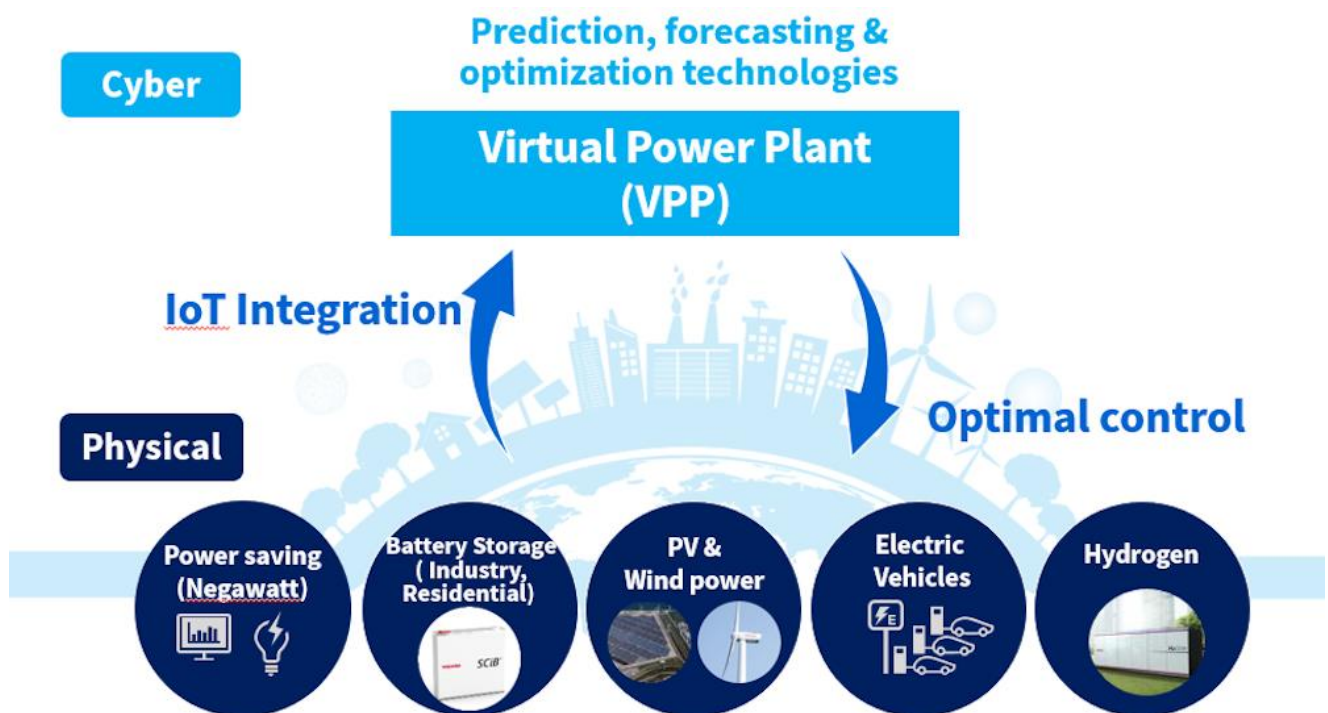 Prediction, forecasting &
optimization technologies
Cyber
Virtual Power Plant
(VPP)
IoT Integration
Optimal control
Physical
Power saving
(Negawatt)
Battery Storage
( Industry,
Residential)
SCiB
PV &
Wind power
Electric
Vehicles
E
Hydrogen